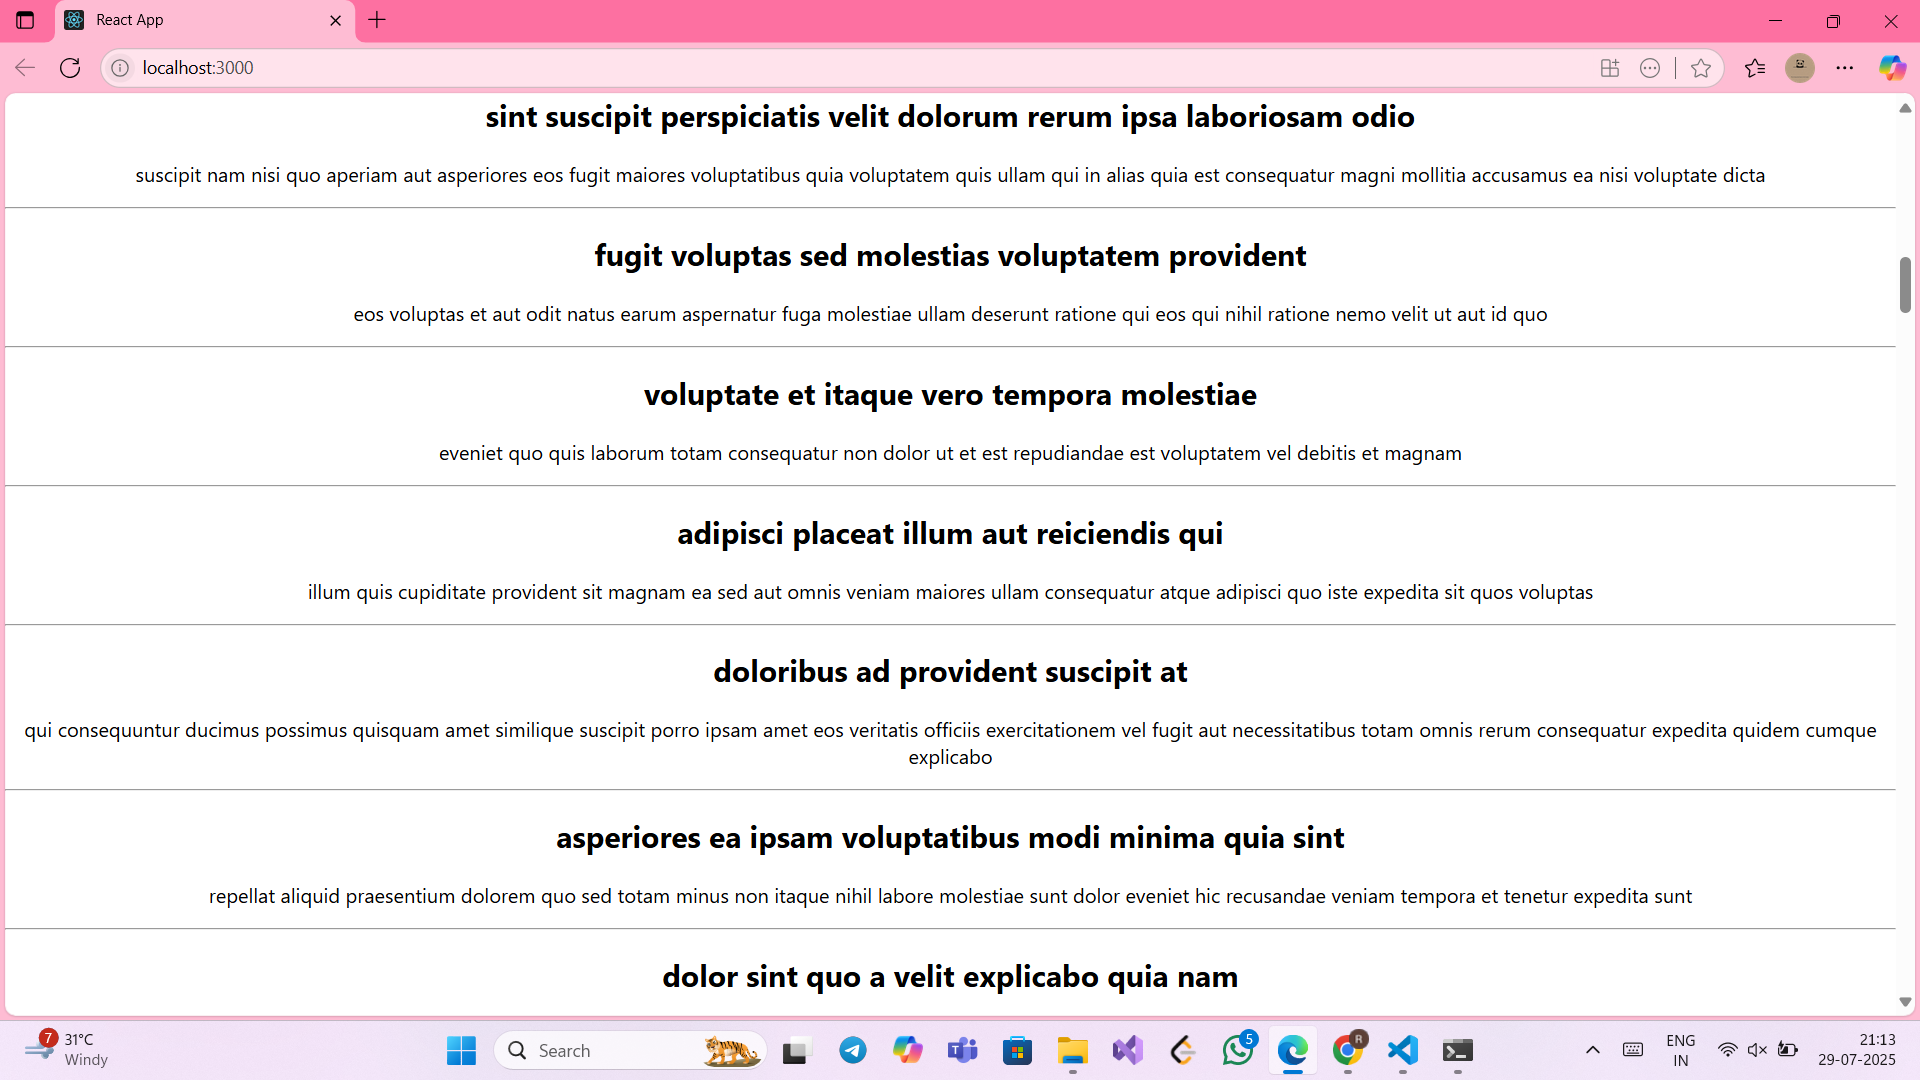 React App
localhost:3000
sint suscipit perspiciatis velit dolorum rerum ipsa laboriosam odio
suscipit nam nisi quo aperiam aut asperiores eos fugit maiores voluptatibus quia voluptatem quis ullam qui in alias quia est consequatur magni mollitia accusamus ea nisi voluptate dicta
fugit voluptas sed molestias voluptatem provident
eos voluptas et aut odit natus earum aspernatur fuga molestiae ullam deserunt ratione qui eos qui nihil ratione nemo velit ut aut id quo
voluptate et itaque vero tempora molestiae
eveniet quo quis laborum totam consequatur non dolor ut et est repudiandae est voluptatem vel debitis et magnam
adipisci placeat illum aut reiciendis qui
illum quis cupiditate provident sit magnam ea sed aut omnis veniam maiores ullam consequatur atque adipisci quo iste expedita sit quos voluptas
doloribus ad provident suscipit at
qui consequuntur ducimus possimus quisquam amet similique suscipit porro ipsam amet eos veritatis officiis exercitationem vel fugit aut necessitatibus totam omnis rerum consequatur expedita quidem cumque
explicabo
asperiores ea ipsam voluptatibus modi minima quia sint
repellat aliquid praesentium dolorem quo sed totam minus non itaque nihil labore molestiae sunt dolor eveniet hic recusandae veniam tempora et tenetur expedita sunt
dolor sint quo a velit explicabo quia nam
7
31°C
Windy
Search
5
R
ENG
IN
21:13
29-07-2025